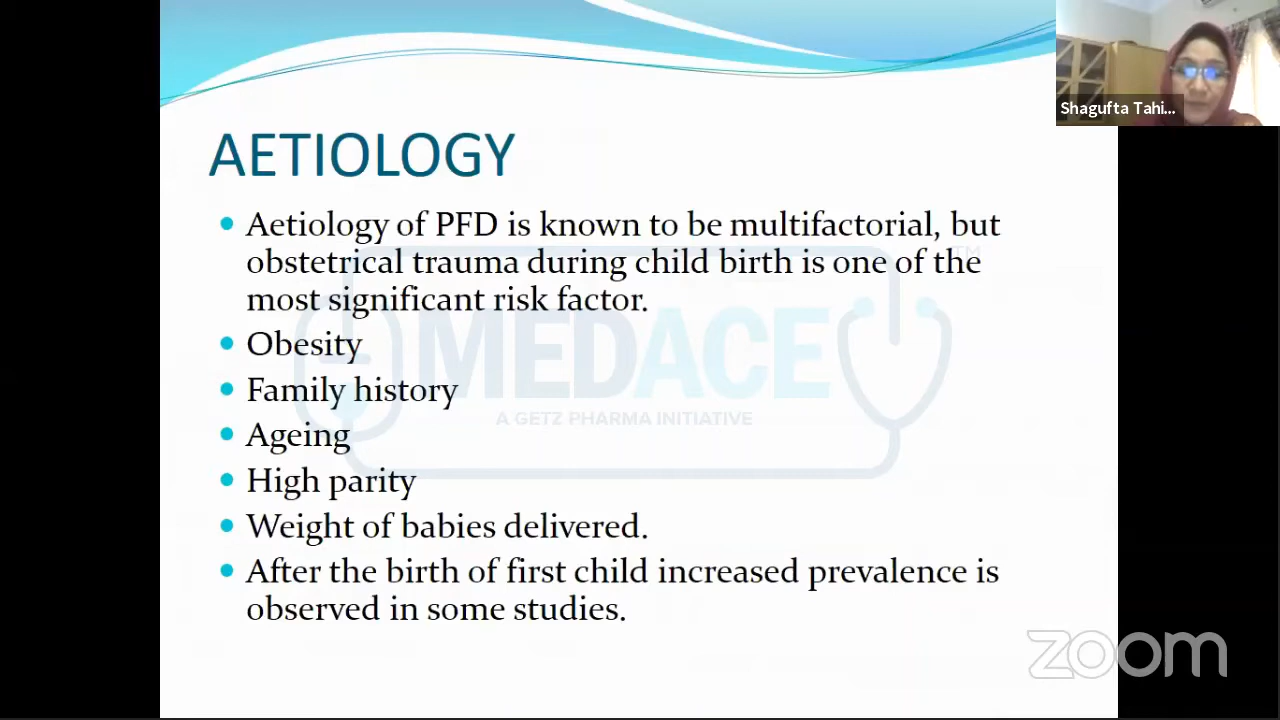 Shagufta Tahi...
AETIOLOGY
• Aetiology of PFD is known to be multifactorial, but
obstetrical trauma during child birth is one of the
most significant risk factor.
• Obesity
• Family history
• Ageing
• High parity
• Weight of babies delivered.
• After the birth of first child increased prevalence is
observed in some studies.
MEDACE
TM
A GETZ PHARMA INITIATIVE
zoom